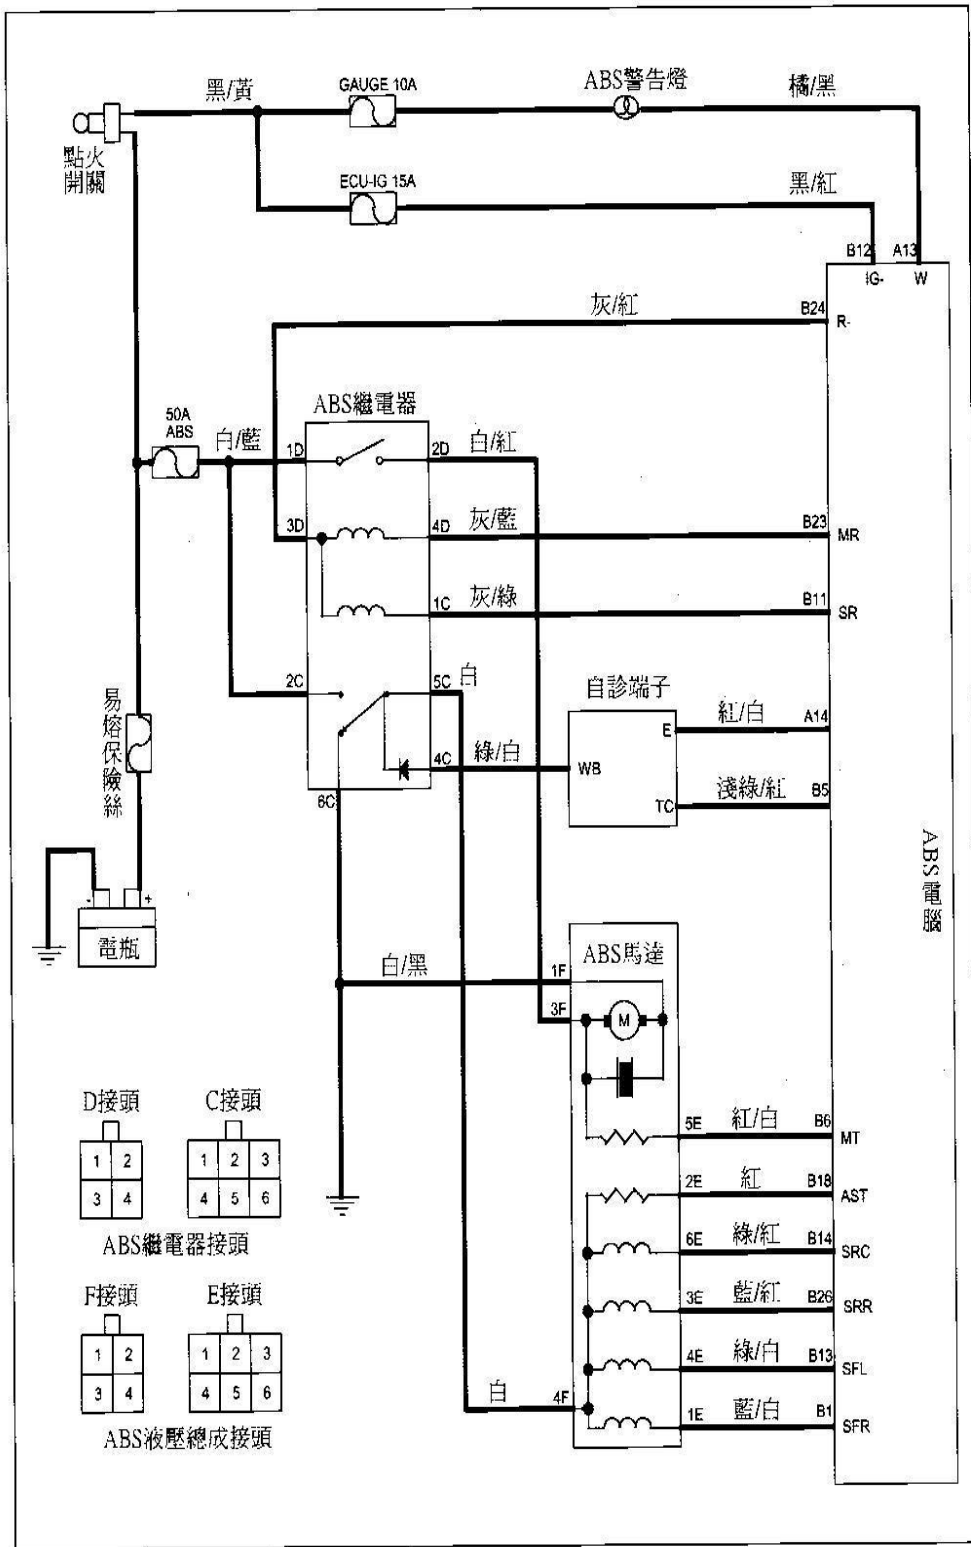 黑/黃
GAUGE 10A
ABS警告燈
橘/黑
點火
開關
ECU-IG 15A
黑/紅
B12
A13
IG-
W
灰/紅
B24
R-
ABS繼電器
50A
ABS
白/藍
1D
2D
白/紅
3D
4D
灰/藍
B23
MR
1C
灰/綠
B11
SR
2C
5C
白
自診端子
易熔保險絲
E
紅/白
A14
4C
綠/白
WB
TC
淺綠/紅
B5
6C
ABS電腦
-
+
電瓶
白/黑
ABS馬達
1F
3F
M
5E
紅/白
B6
MT
2E
紅
B18
AST
6E
綠/紅
B14
SRC
3E
藍/紅
B26
SRR
4E
綠/白
B13
SFL
白
4F
1E
藍/白
B1
SFR
D接頭
C接頭
1 2
3 4
1 2 3
4 5 6
ABS繼電器接頭
F接頭
E接頭
1 2
3 4
1 2 3
4 5 6
ABS液壓總成接頭